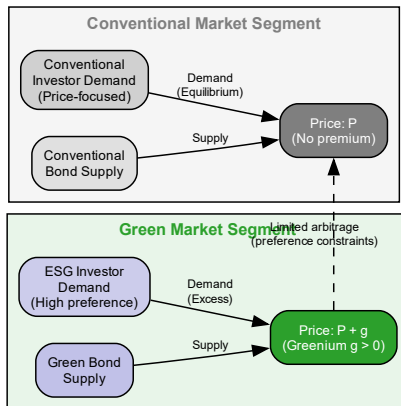 Conventional Market Segment
Conventional
Investor Demand
(Price-focused)
Demand
(Equilibrium)
Price: P
(No premium)
Supply
Conventional
Bond Supply
Limited arbitrage
(preference constraints)
Green Market Segment
ESG Investor
Demand
(High preference)
Demand
(Excess)
Price: P + g
(Greenium g > 0)
Supply
Green Bond
Supply